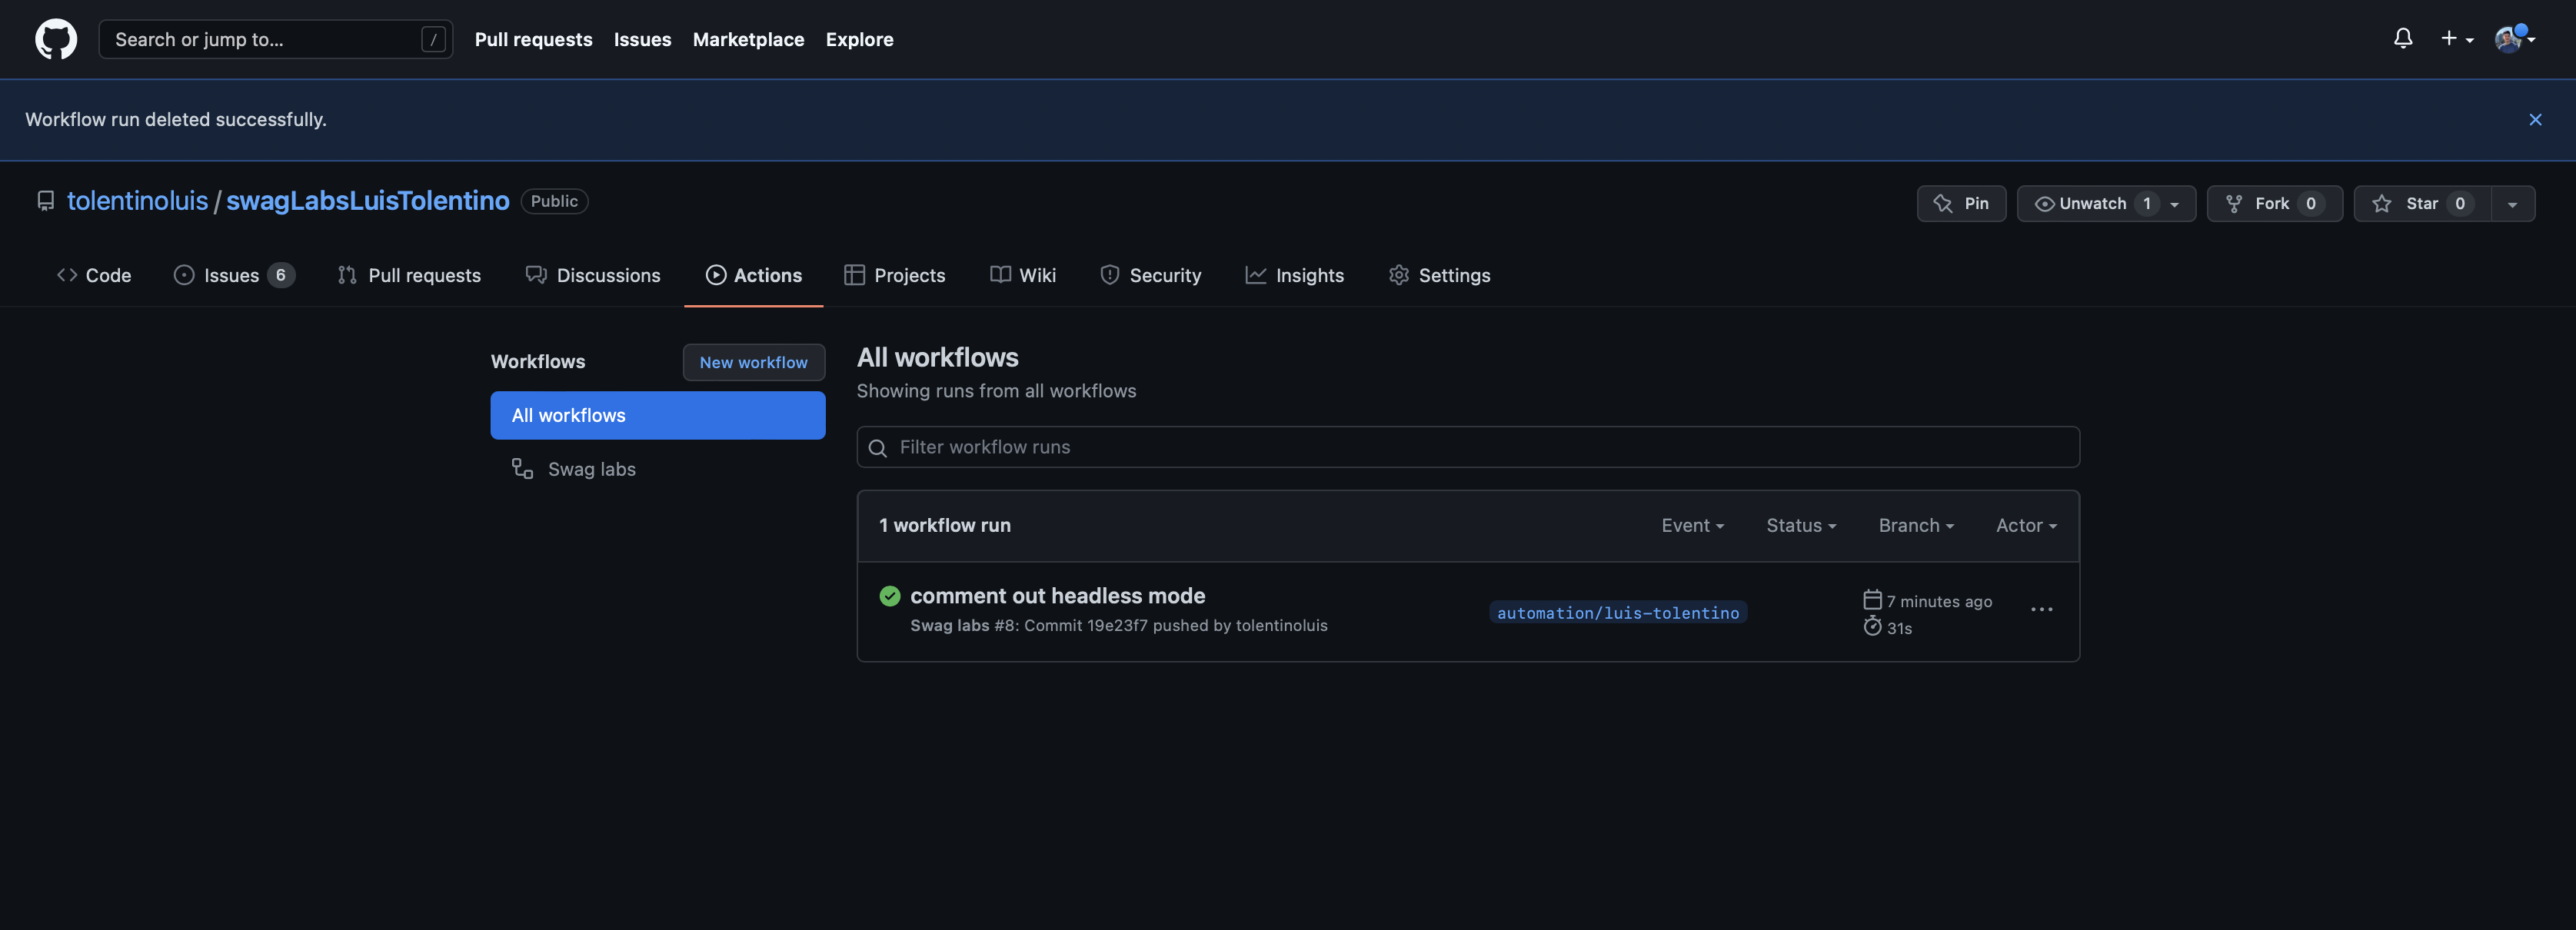 Search or jump to... /
Pull requests Issues Marketplace Explore
Workflow run deleted successfully.
tolentinoluis / swagLabsLuisTolentino Public
Pin Unwatch 1 Fork 0 Star 0
Code Issues 6 Pull requests Discussions Actions Projects Wiki Security Insights Settings
Workflows New workflow
All workflows
Swag labs
All workflows
Showing runs from all workflows
Filter workflow runs
1 workflow run Event Status Branch Actor
comment out headless mode
Swag labs #8: Commit 19e23f7 pushed by tolentinoluis
automation/luis-tolentino
7 minutes ago
31s